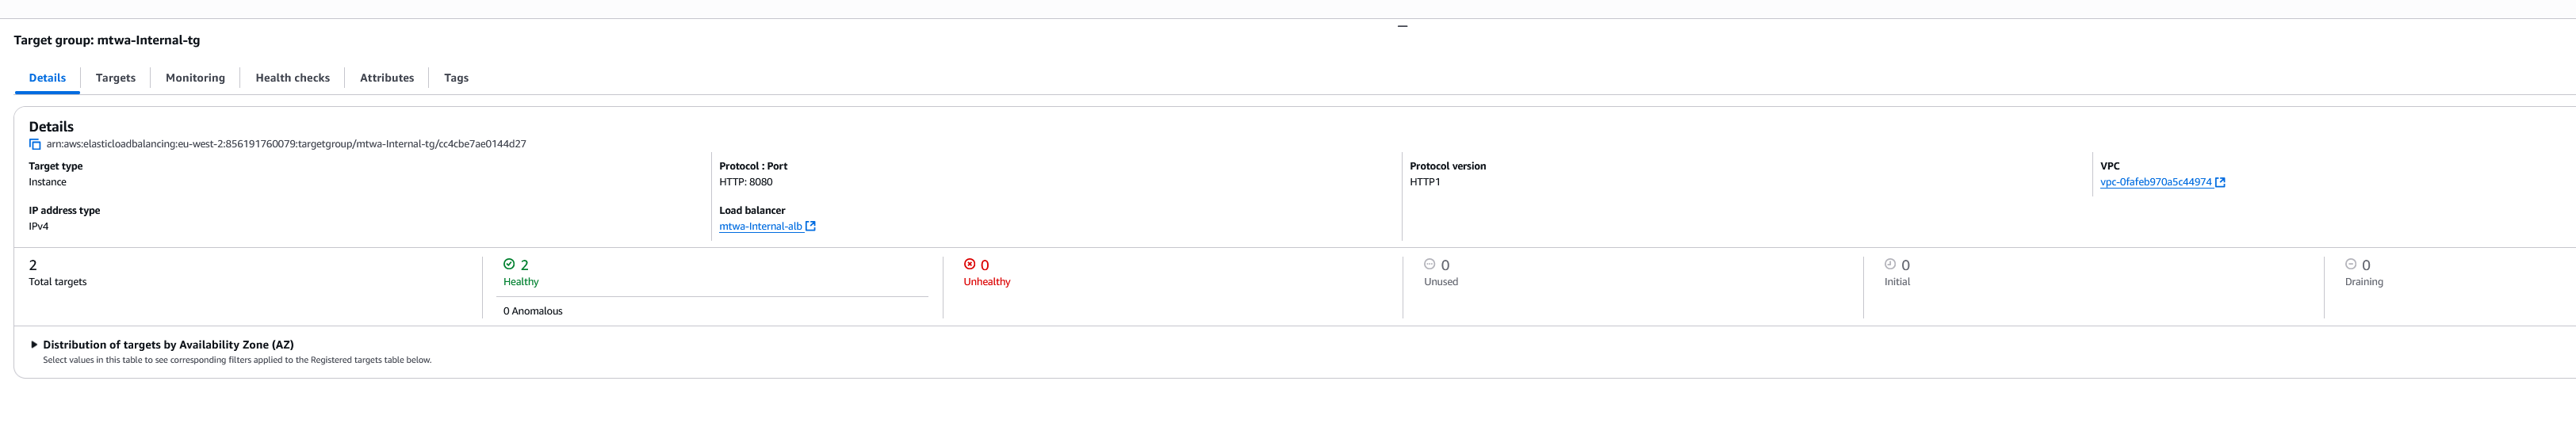 Target group: mtwa-Internal-tg
Details
Targets
Monitoring
Health checks
Attributes
Tags
Details
arn:aws:elasticloadbalancing:eu-west-2:856191760079:targetgroup/mtwa-Internal-tg/cc4cbe7ae0144d27
Target type
Instance
Protocol : Port
HTTP: 8080
Protocol version
HTTP1
VPC
vpc-0fafeb970a5c44974
IP address type
IPv4
Load balancer
mtwa-Internal-alb
2
Total targets
2
Healthy
0 Anomalous
0
Unhealthy
0
Unused
0
Initial
0
Draining
Distribution of targets by Availability Zone (AZ)
Select values in this table to see corresponding filters applied to the Registered targets table below.